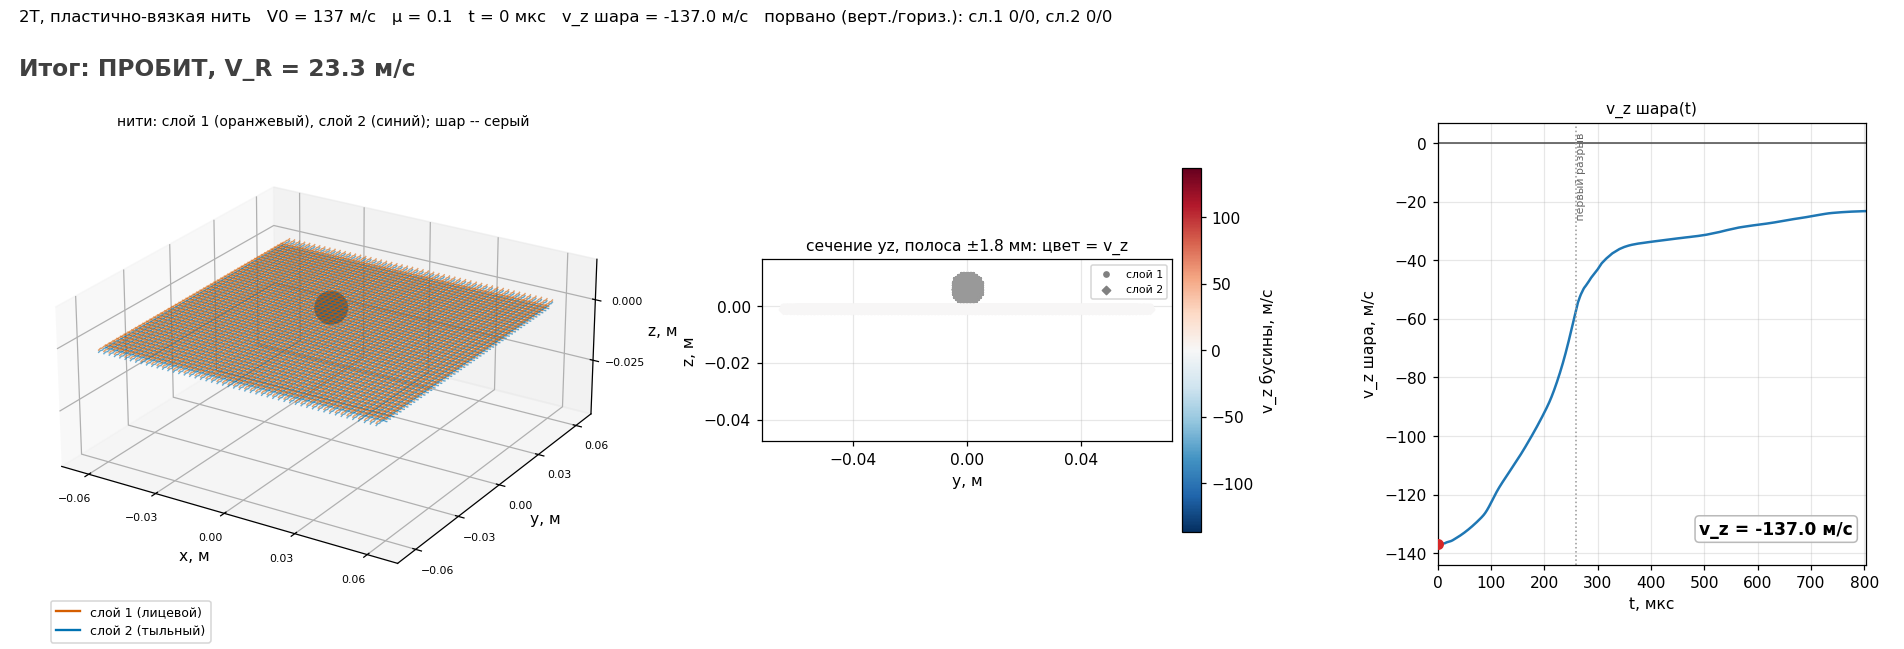 2Т, пластично-вязкая нить V0 = 137 м/с μ = 0.1 t = 0 мкс v_z шара = -137.0 м/с порвано (верт./гориз.): сл.1 0/0, сл.2 0/0
Итог: ПРОБИТ, V_R = 23.3 м/с
нити: слой 1 (оранжевый), слой 2 (синий); шар -- серый
0.000
−0.025
z, м
−0.06
−0.03
0.00
0.03
0.06
x, м
−0.06
−0.03
0.00
0.03
0.06
y, м
слой 1 (лицевой)
слой 2 (тыльный)
сечение yz, полоса ±1.8 мм: цвет = v_z
слой 1
слой 2
0.00
−0.02
−0.04
z, м
−0.04
0.00
0.04
y, м
100
50
0
−50
−100
v_z бусины, м/с
v_z шара(t)
первый разрыв
0
−20
−40
−60
−80
−100
−120
−140
v_z шара, м/с
v_z = -137.0 м/с
0
100
200
300
400
500
600
700
800
t, мкс